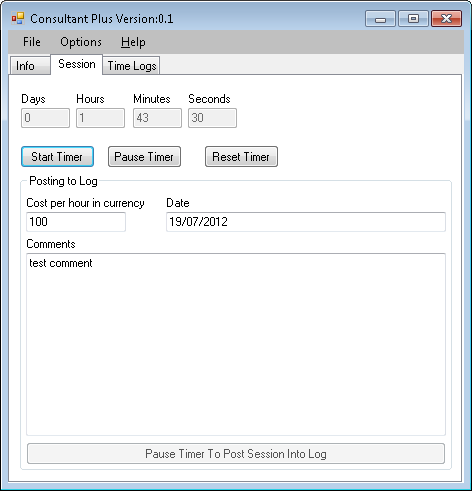 Consultant Plus Version:0.1
File Options Help
Info Session Time Logs
Days Hours Minutes Seconds
0 1 43 30
Start Timer Pause Timer Reset Timer
Posting to Log
Cost per hour in currency Date
100 19/07/2012
Comments
test comment
Pause Timer To Post Session Into Log